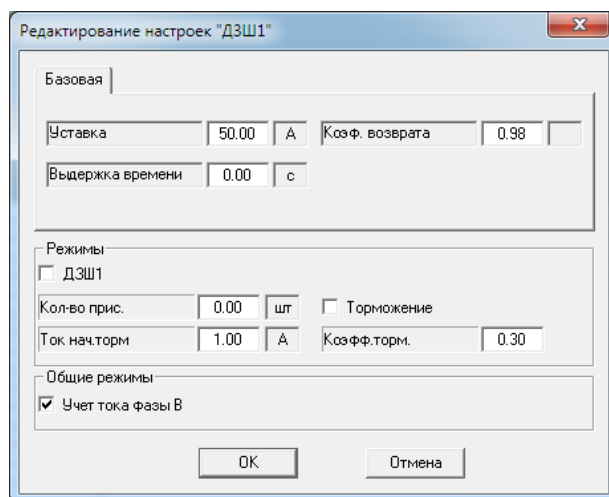 Редактирование настроек "ДЗШ1"
Базовая
Уставка 50.00 А Коэф. возврата 0.98
Выдержка времени 0.00 с
Режимы
ДЗШ1
Кол-во прис. 0.00 шт Торможение
Ток нач.торм 1.00 А Коэфф.торм. 0.30
Общие режимы
Учет тока фазы В
OK Отмена